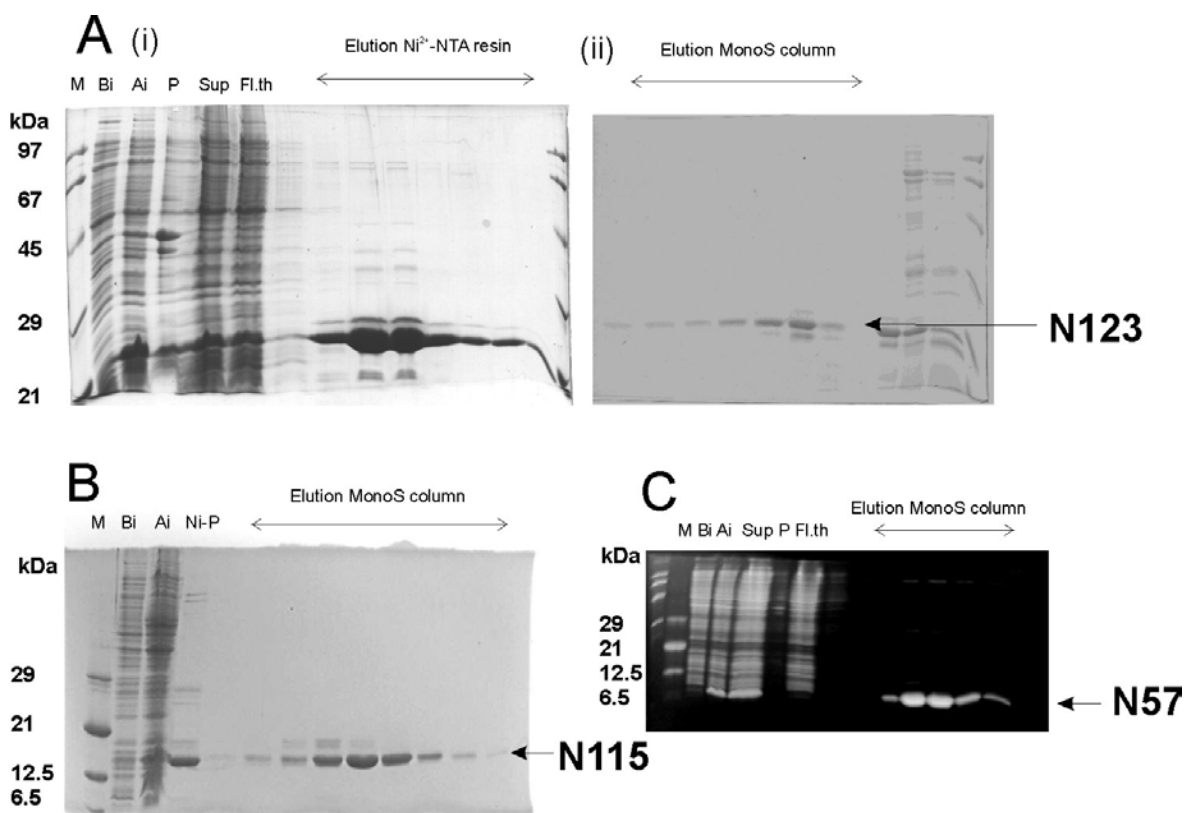 A (i)
Elution Ni²⁺-NTA resin
M Bi Ai P Sup Fl.th
kDa
97
67
45
29
21
(ii)
Elution MonoS column
N123
B
Elution MonoS column
M Bi Ai Ni-P
kDa
29
21
12.5
6.5
N115
C
Elution MonoS column
M Bi Ai Sup P Fl.th
kDa
29
21
12.5
6.5
N57